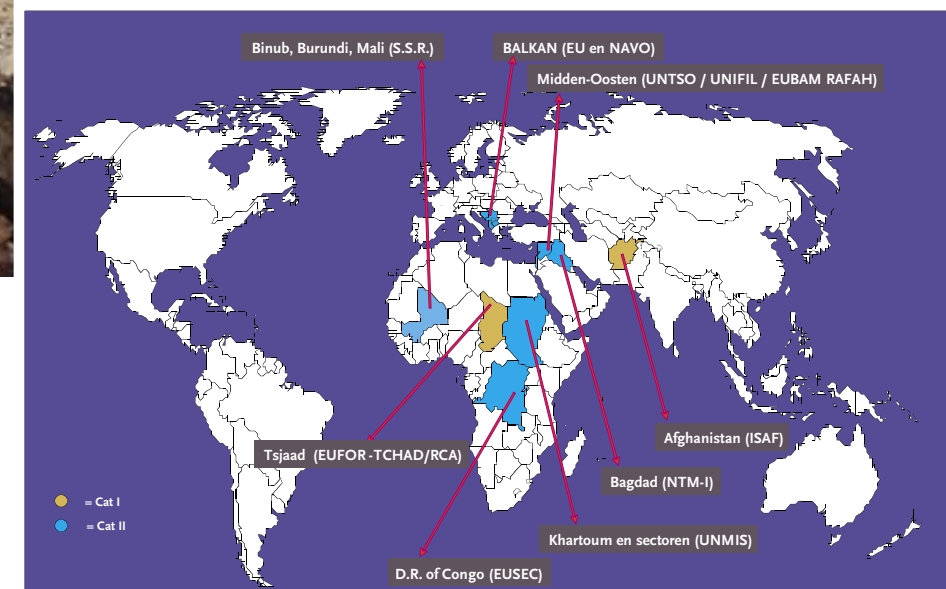 Binub, Burundi, Mali (S.S.R.)
BALKAN (EU en NAVO)
Midden-Oosten (UNTSO / UNIFIL / EUBAM RAFAH)
Afghanistan (ISAF)
Tsjaad (EUFOR-TCHAD/RCA)
Bagdad (NTM-I)
= Cat I
= Cat II
Khartoum en sectoren (UNMIS)
D.R. of Congo (EUSEC)